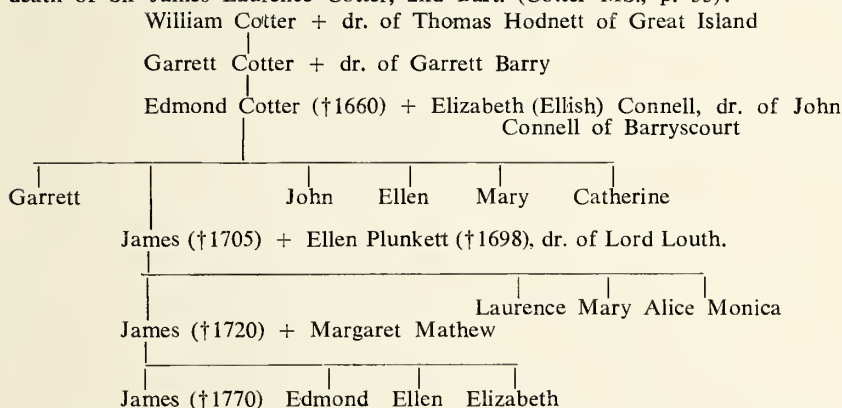 death of Sir James Laurence Cotter, 2nd Bart. (Cotter MS., p. 55).
William Cotter + dr. of Thomas Hodnett of Great Island
Garrett Cotter + dr. of Garrett Barry
Edmond Cotter (†1660) + Elizabeth (Ellish) Connell, dr. of John
Connell of Barryscourt
Garrett John Ellen Mary Catherine
James (†1705) + Ellen Plunkett (†1698), dr. of Lord Louth.
Laurence Mary Alice Monica
James (†1720) + Margaret Mathew
James (†1770) Edmond Ellen Elizabeth